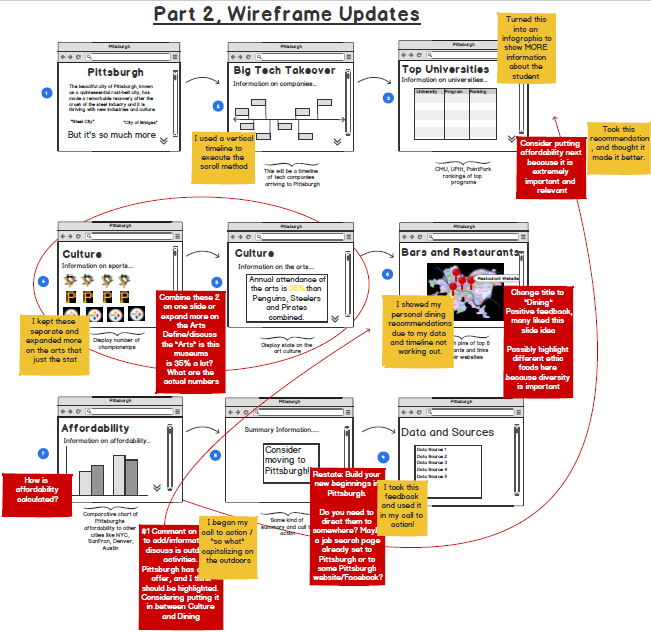 Part 2, Wireframe Updates
Pittsburgh
Pittsburgh
The beautiful city of Pittsburgh, known
as a quintessential rust-belt city, has
made a remarkable recovery after the
crash of the steel industry and it is
thriving with new industries and culture.
"Steel City"
"City of Bridges"
But it's so much more
1
Pittsburgh
Big Tech Takeover
Information on companies...
2
I used a vertical
timeline to
execute the
scroll method
This will be a timeline
of tech companies
arriving to Pittsburgh
Pittsburgh
Top Universities
Information on universities...
University Program Ranking
3
CMU, UPitt, PointPark
rankings of top
programs
Turned this
into an
infographic to
show MORE
information
about the
student
Consider putting
affordability next
because it is
extremely
important and
relevant
Took this
recommendation
, and thought it
made it better.
Pittsburgh
Culture
Information on sports...
4
I kept these
separate and
expanded more
on the arts that
just the stat
Display number of
championships
Combine these 2
on one slide or
expand more on
the Arts
Define/discuss
the "Arts" is this
museums
is 35% a lot?
What are the
actual numbers
Pittsburgh
Culture
Information on the arts...
Annual attendance of
the arts is 35% than
Penguins, Steelers
and Pirates
combined.
5
Display stats on the
art culture
Pittsburgh
Bars and Restaurants
Restaurant Website
6
I showed my
personal dining
recommendations
due to my data
and timeline not
working out.
pins of top 5
and links
websites
Change title to
"Dining"
Positive feedback,
many liked this
slide idea
Possibly highlight
different ethic
foods here
because diversity
is important
Pittsburgh
Affordability
Information on affordability...
7
How is
affordability
calculated?
Comparative chart of
Pittsburghs
affordability to other
cities like NYC,
SanFran, Denver,
Austin
#1 Comment on
to add/informat
discuss is outd
activities.
Pittsburgh has
offer, and I
should be highlighted.
Considering putting it
in between Culture
and Dining
I began my
call to action /
"so what"
capitalizing on
the outdoors
Pittsburgh
Summary Information.....
Consider
moving to
Pittsburgh!
8
Some kind of
summary and call
action
Restate: Build your
new beginnings in
Pittsburgh.
Do you need to
direct them to
somewhere? May
a job search page
already set to
Pittsburgh or to
some Pittsburgh
website/Facebook?
I took this
feedback
and used it
in my call to
action!
Pittsburgh
Data and Sources
Data Source 1
Data Source 2
Data Source 3
Data Source 4
Data Source 5
9